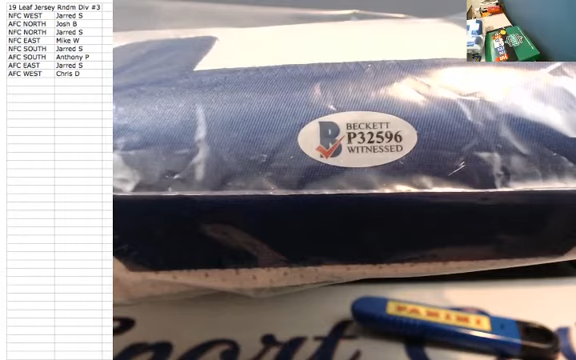 19 Leaf Jersey Rndm Div #3
NFC WEST Jarred S
AFC NORTH Josh B
NFC NORTH Jarred S
NFC EAST Mike W
NFC SOUTH Jarred S
AFC SOUTH Anthony P
AFC EAST Jarred S
AFC WEST Chris D
BECKETT
P32596
WITNESSED
PANINI